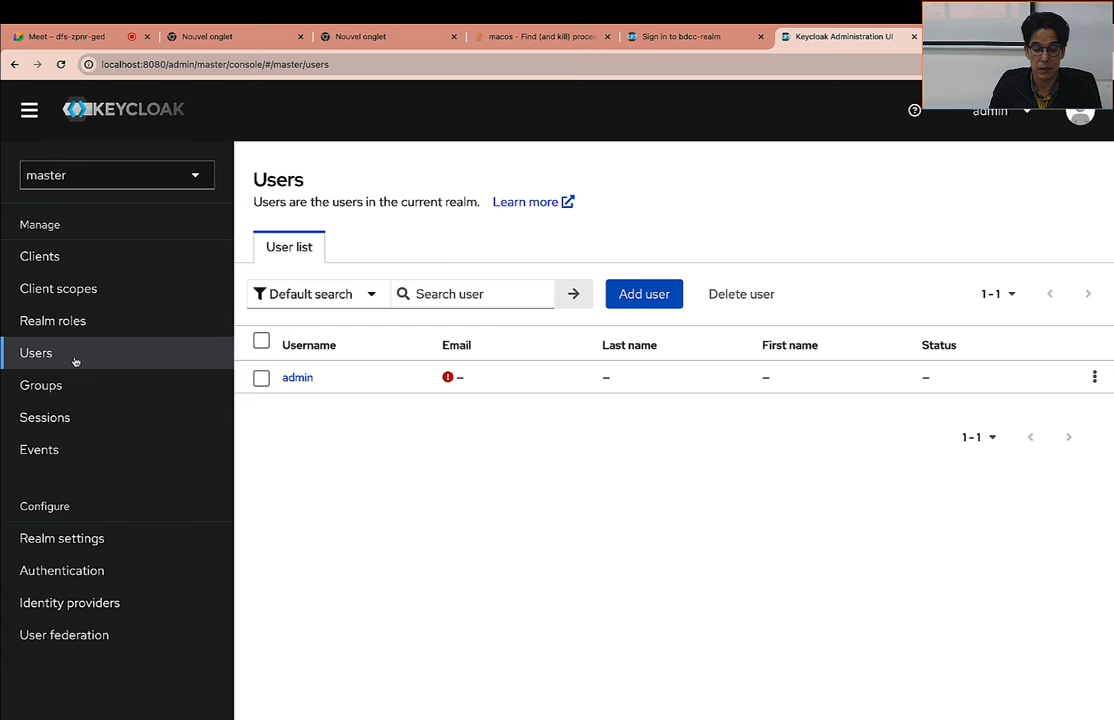 Meet – dfs-zpnr-ged
Nouvel onglet
Nouvel onglet
macos - Find (and kill) proce
Sign in to bdcc-realm
Keycloak Administration UI
localhost:8080/admin/master/console/#/master/users
KEYCLOAK
admin
master
Manage
Clients
Client scopes
Realm roles
Users
Groups
Sessions
Events
Configure
Realm settings
Authentication
Identity providers
User federation
Users
Users are the users in the current realm. Learn more
User list
Default search
Search user
Add user
Delete user
1-1
Username Email Last name First name Status
admin – – – –
1-1